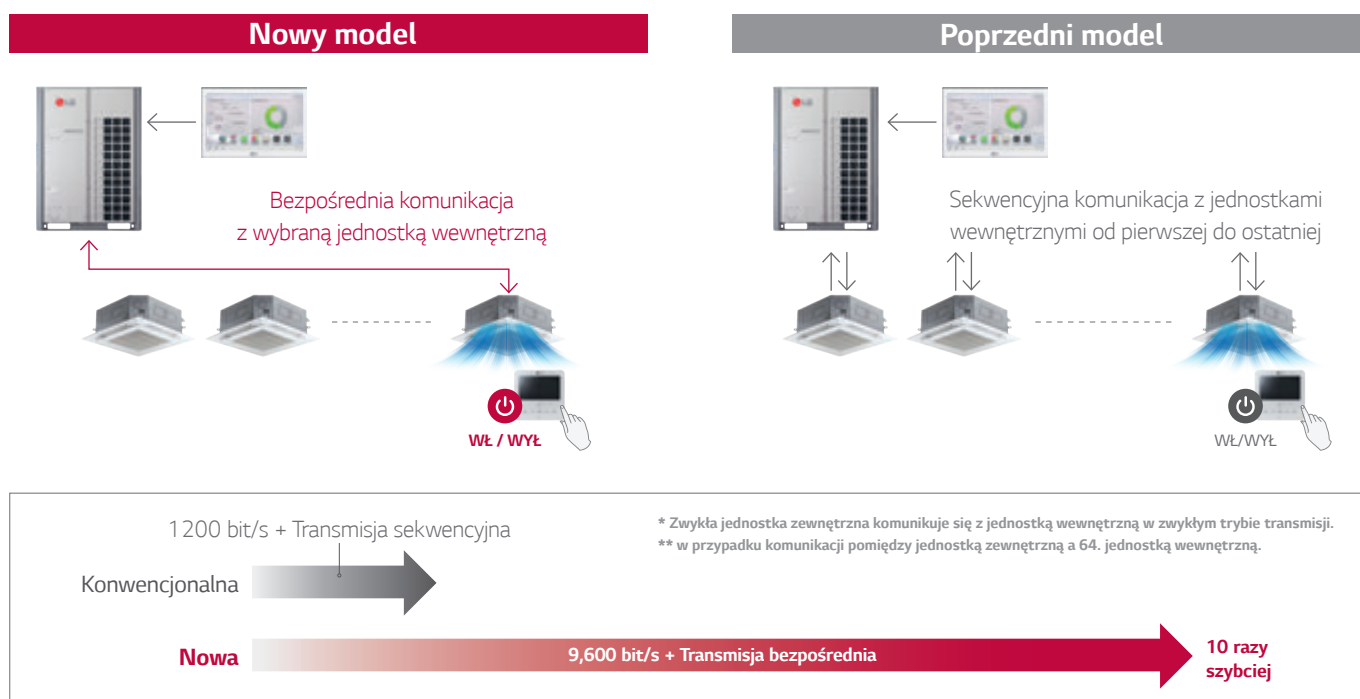 Nowy model
Poprzedni model
LG
LG
Bezpośrednia komunikacja
z wybraną jednostką wewnętrzną
Sekwencyjna komunikacja z jednostkami
wewnętrznymi od pierwszej do ostatniej
WŁ / WYŁ
WŁ/WYŁ
1200 bit/s + Transmisja sekwencyjna
* Zwykła jednostka zewnętrzna komunikuje się z jednostką wewnętrzną w zwykłym trybie transmisji.
** w przypadku komunikacji pomiędzy jednostką zewnętrzną a 64. jednostką wewnętrzną.
Konwencjonalna
Nowa
9,600 bit/s + Transmisja bezpośrednia
10 razy
szybciej